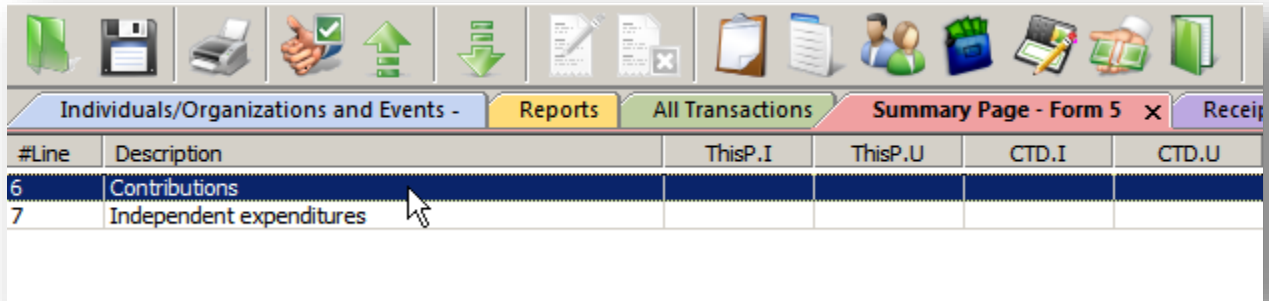 Individuals/Organizations and Events - Reports All Transactions Summary Page - Form 5 x Receip
#Line Description ThisP.I ThisP.U CTD.I CTD.U
6 Contributions
7 Independent expenditures